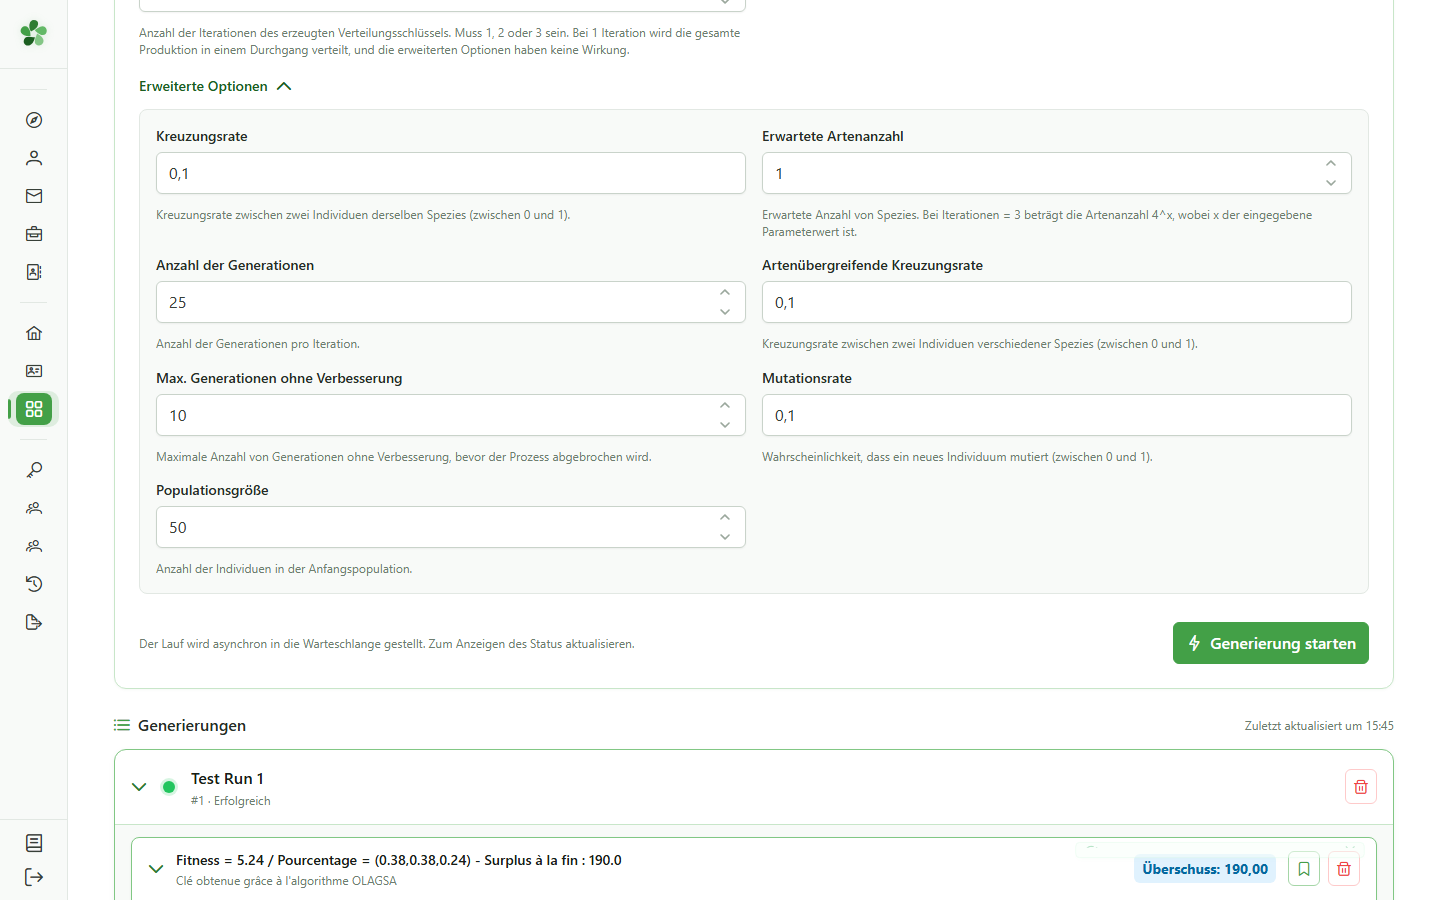 Anzahl der Iterationen des erzeugten Verteilungsschlüssels. Muss 1, 2 oder 3 sein. Bei 1 Iteration wird die gesamte
Produktion in einem Durchgang verteilt, und die erweiterten Optionen haben keine Wirkung.
Erweiterte Optionen
Kreuzungsrate
0,1
Kreuzungsrate zwischen zwei Individuen derselben Spezies (zwischen 0 und 1).
Erwartete Artenanzahl
1
Erwartete Anzahl von Spezies. Bei Iterationen = 3 beträgt die Artenanzahl 4^x, wobei x der eingegebene
Parameterwert ist.
Anzahl der Generationen
25
Anzahl der Generationen pro Iteration.
Artenübergreifende Kreuzungsrate
0,1
Kreuzungsrate zwischen zwei Individuen verschiedener Spezies (zwischen 0 und 1).
Max. Generationen ohne Verbesserung
10
Maximale Anzahl von Generationen ohne Verbesserung, bevor der Prozess abgebrochen wird.
Mutationsrate
0,1
Wahrscheinlichkeit, dass ein neues Individuum mutiert (zwischen 0 und 1).
Populationsgröße
50
Anzahl der Individuen in der Anfangspopulation.
Der Lauf wird asynchron in die Warteschlange gestellt. Zum Anzeigen des Status aktualisieren.
Generierung starten
Generierungen
Zuletzt aktualisiert um 15:45
Test Run 1
#1 · Erfolgreich
Fitness = 5.24 / Pourcentage = (0.38,0.38,0.24) - Surplus à la fin : 190.0
Clé obtenue grâce à l'algorithme OLAGSA
Überschuss: 190,00